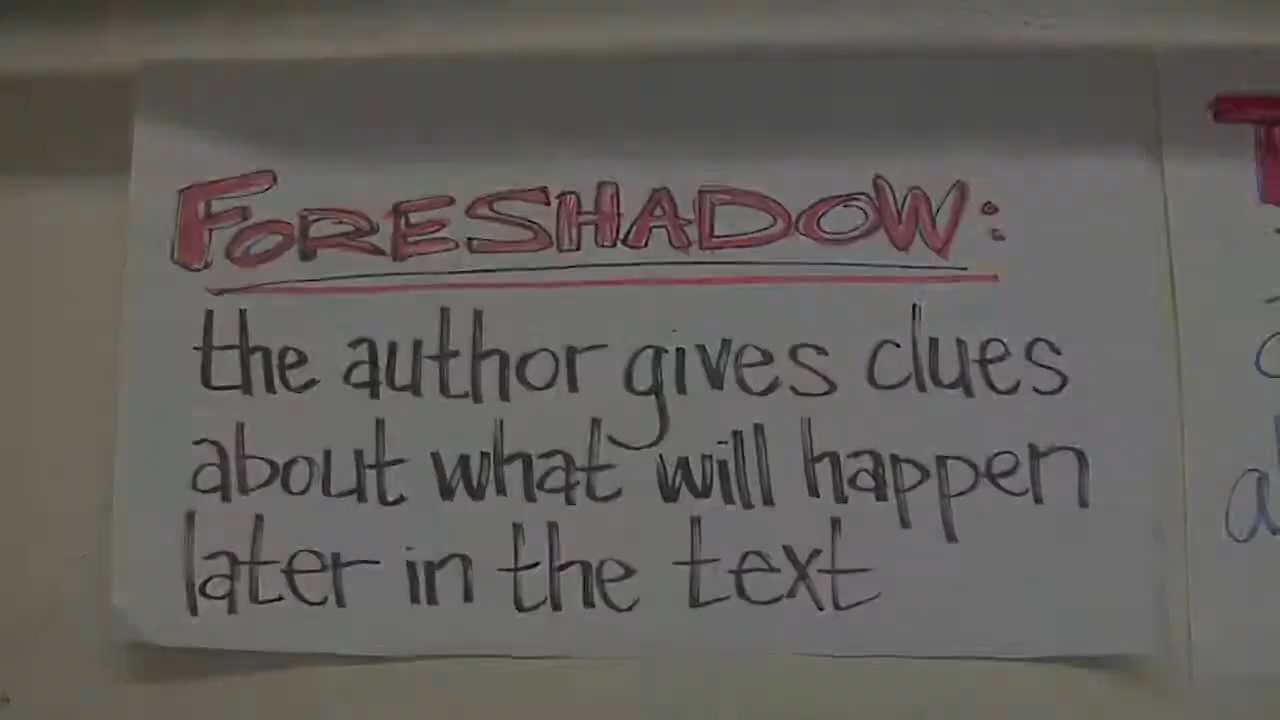 FORESHADOW:
the author gives clues
about what will happen
later in the text